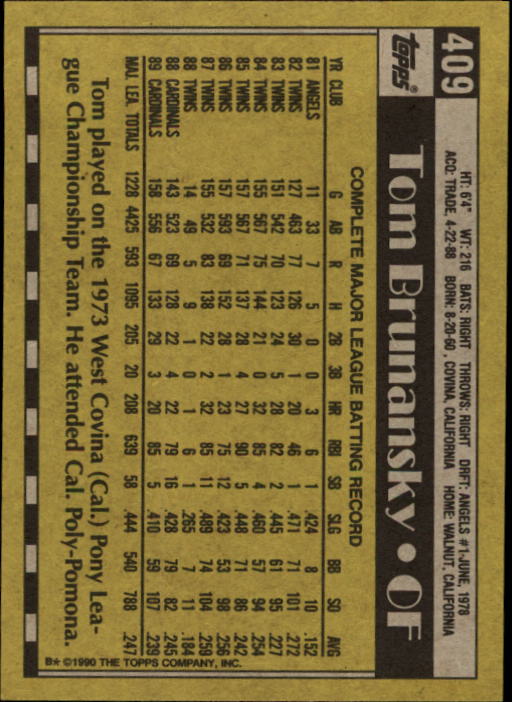 409
topps®
HT: 6'4" WT: 216 BATS: RIGHT THROWS: RIGHT DRFT: ANGELS #1-JUNE, 1978
ACQ: TRADE, 4-22-88 BORN: 8-20-60, COVINA, CALIFORNIA HOME: WALNUT, CALIFORNIA
Tom Brunansky • OF
COMPLETE MAJOR LEAGUE BATTING RECORD
YR CLUB G AB R H 2B 3B HR RBI SB SLG BB SO AVG
81 ANGELS 11 33 7 5 0 0 3 6 1 .424 8 10 .152
82 TWINS 127 463 77 126 30 1 20 46 1 .471 71 101 .272
83 TWINS 151 542 70 123 24 5 28 82 2 .445 61 95 .227
84 TWINS 155 567 75 144 21 0 32 85 4 .460 57 94 .254
85 TWINS 157 567 71 137 28 4 27 90 5 .448 71 86 .242
86 TWINS 157 593 69 152 28 1 23 75 12 .423 53 98 .256
87 TWINS 155 532 83 138 22 2 32 85 11 .489 74 104 .259
88 TWINS 14 49 5 9 1 0 1 6 1 .265 7 11 .184
88 CARDINALS 143 523 69 128 22 4 22 79 16 .428 79 82 .245
89 CARDINALS 158 556 67 133 29 3 20 85 5 .410 59 107 .239
MAJ. LEA. TOTALS 1228 4425 593 1095 205 20 208 639 58 .444 540 788 .247
Tom played on the 1973 West Covina (Cal.) Pony Lea-
gue Championship Team. He attended Cal. Poly-Pomona.
B* ©1990 THE TOPPS COMPANY, INC.